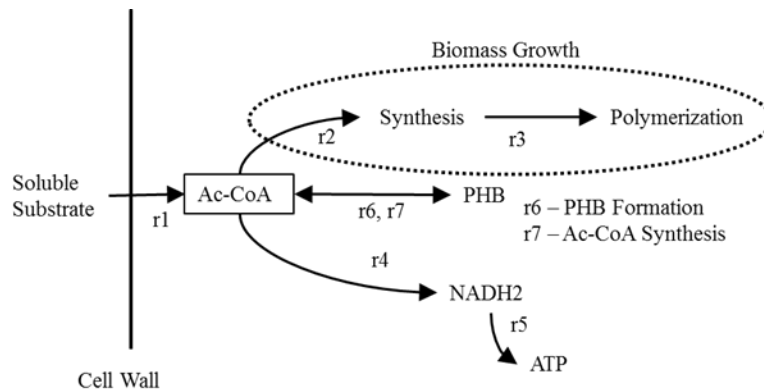 Biomass Growth
Synthesis
Polymerization
r2
r3
Soluble
Substrate
Ac-CoA
PHB
r1
r6, r7
r6 – PHB Formation
r7 – Ac-CoA Synthesis
r4
NADH2
r5
ATP
Cell Wall